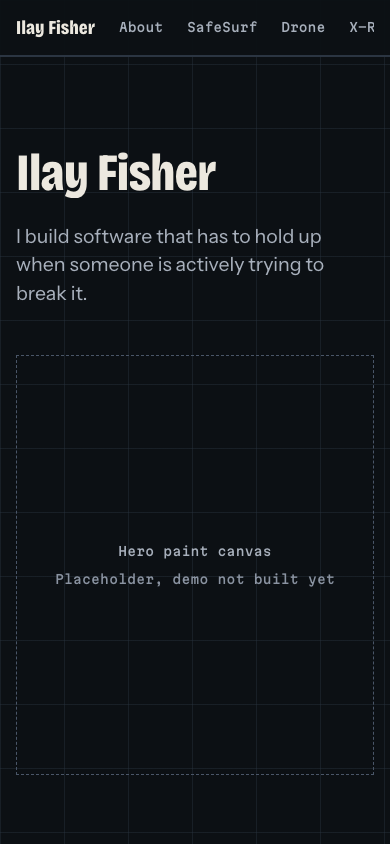 Ilay Fisher About SafeSurf Drone X-R
Ilay Fisher
I build software that has to hold up
when someone is actively trying to
break it.
Hero paint canvas
Placeholder, demo not built yet